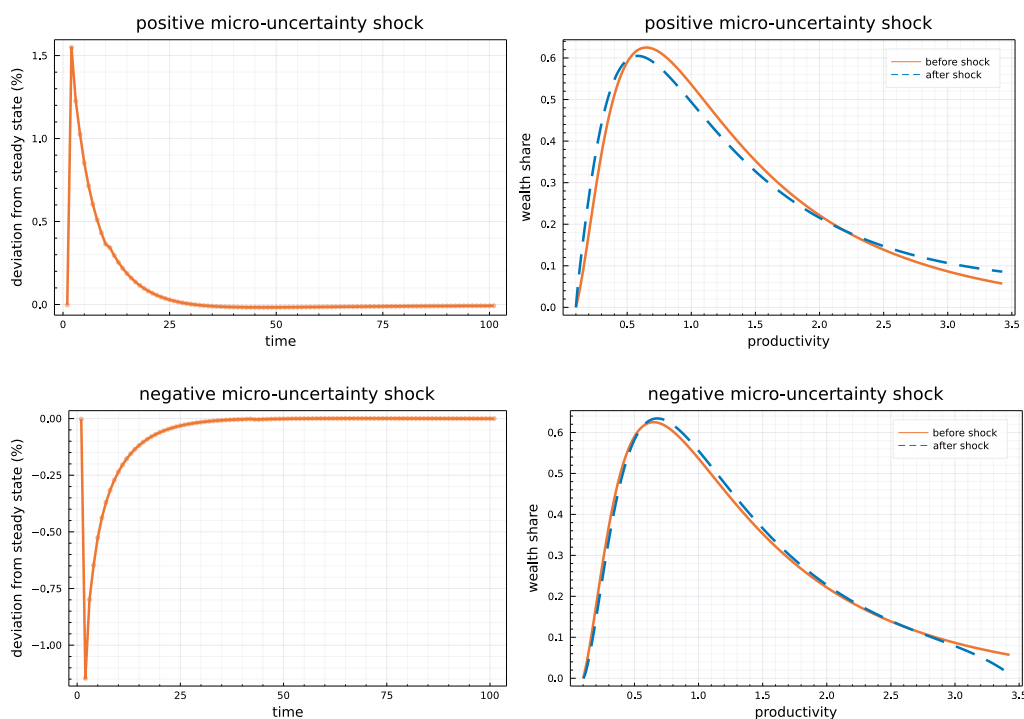 positive micro-uncertainty shock
deviation from steady state (%)
1.5
1.0
0.5
0.0
0
25
50
75
100
time
positive micro-uncertainty shock
wealth share
0.6
0.5
0.4
0.3
0.2
0.1
0.0
before shock
after shock
0.5
1.0
1.5
2.0
2.5
3.0
3.5
productivity
negative micro-uncertainty shock
deviation from steady state (%)
0.00
−0.25
−0.50
−0.75
−1.00
0
25
50
75
100
time
negative micro-uncertainty shock
wealth share
0.6
0.5
0.4
0.3
0.2
0.1
0.0
before shock
after shock
0.5
1.0
1.5
2.0
2.5
3.0
3.5
productivity